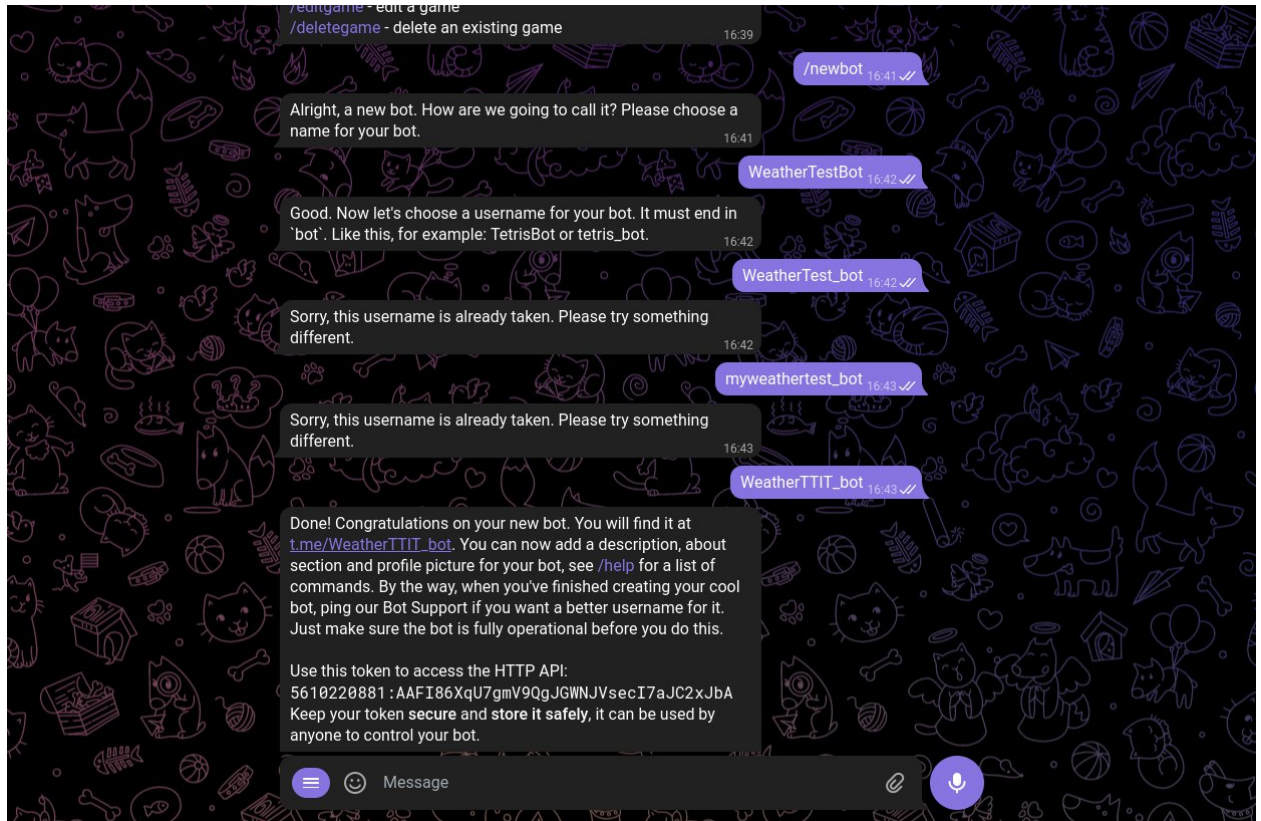 /editgame - edit a game
/deletegame - delete an existing game
16:39
/newbot 16:41
Alright, a new bot. How are we going to call it? Please choose a
name for your bot.
16:41
WeatherTestBot 16:42
Good. Now let's choose a username for your bot. It must end in
`bot`. Like this, for example: TetrisBot or tetris_bot.
16:42
WeatherTest_bot 16:42
Sorry, this username is already taken. Please try something
different.
16:42
myweathertest_bot 16:43
Sorry, this username is already taken. Please try something
different.
16:43
WeatherTTIT_bot 16:43
Done! Congratulations on your new bot. You will find it at
t.me/WeatherTTIT_bot. You can now add a description, about
section and profile picture for your bot, see /help for a list of
commands. By the way, when you've finished creating your cool
bot, ping our Bot Support if you want a better username for it.
Just make sure the bot is fully operational before you do this.
Use this token to access the HTTP API:
5610220881:AAFI86XqU7gmV9QgJGWNJVsecI7aJC2xJbA
Keep your token secure and store it safely, it can be used by
anyone to control your bot.
Message